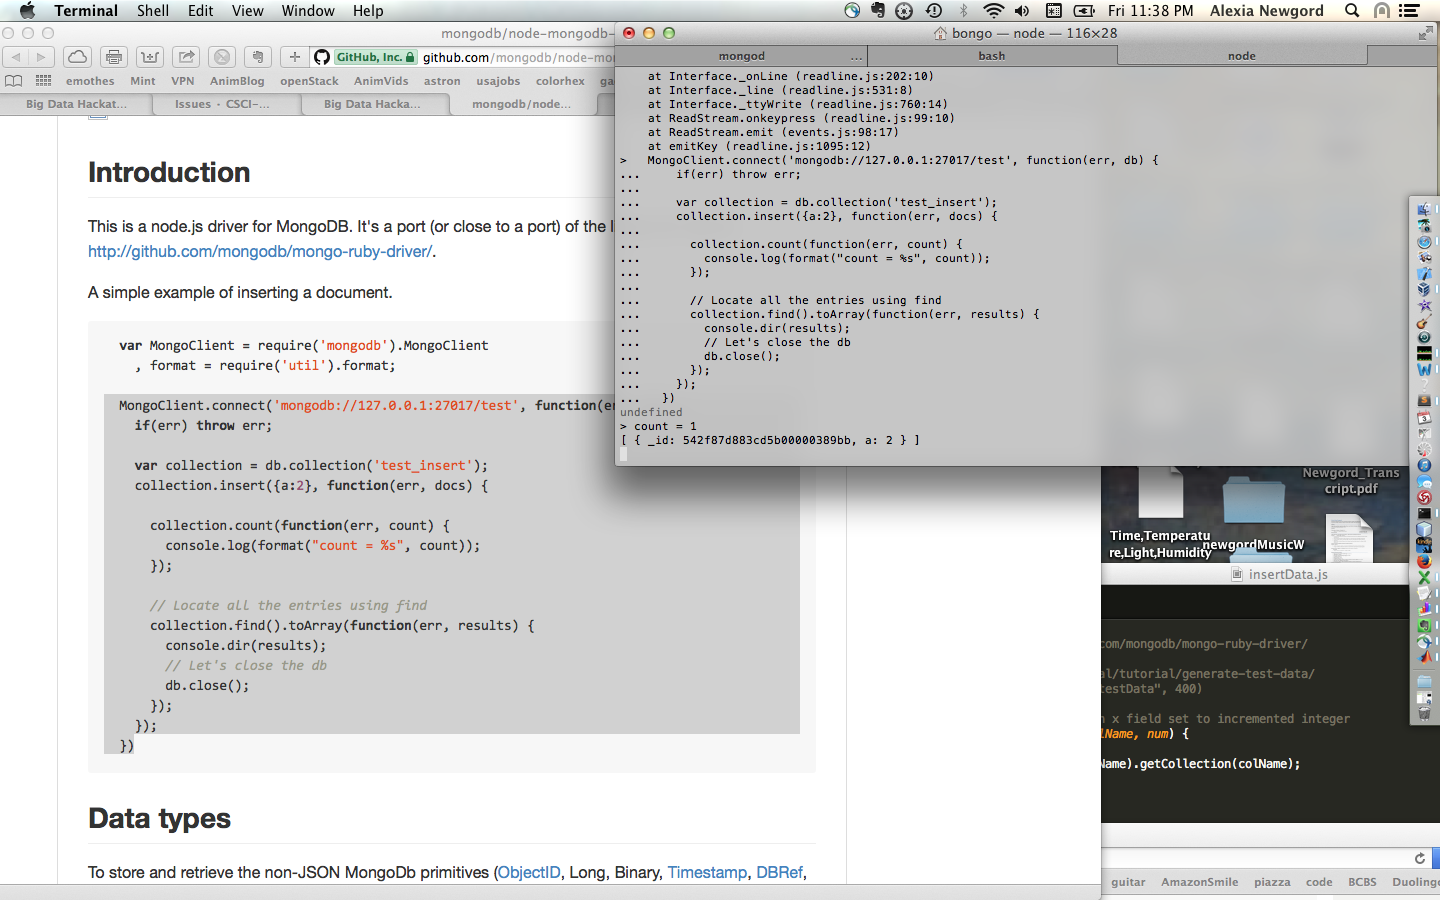 Terminal Shell Edit View Window Help
Fri 11:38 PM Alexia Newgord
mongodb/node-mongodb-
GitHub, Inc. github.com/mongodb/node-mo
emothes Mint VPN AnimBlog openStack AnimVids astron usajobs colorhex ga
Big Data Hackat... Issues · CSCI-... Big Data Hacka... mongodb/node...
Introduction
This is a node.js driver for MongoDB. It's a port (or close to a port) of the l
http://github.com/mongodb/mongo-ruby-driver/.
A simple example of inserting a document.
var MongoClient = require('mongodb').MongoClient
, format = require('util').format;
MongoClient.connect('mongodb://127.0.0.1:27017/test', function(e
if(err) throw err;
var collection = db.collection('test_insert');
collection.insert({a:2}, function(err, docs) {
collection.count(function(err, count) {
console.log(format("count = %s", count));
});
// Locate all the entries using find
collection.find().toArray(function(err, results) {
console.dir(results);
// Let's close the db
db.close();
});
});
})
Data types
To store and retrieve the non-JSON MongoDb primitives (ObjectID, Long, Binary, Timestamp, DBRef,
bongo — node — 116×28
mongod ... bash node
at Interface._onLine (readline.js:202:10)
at Interface._line (readline.js:531:8)
at Interface._ttyWrite (readline.js:760:14)
at ReadStream.onkeypress (readline.js:99:10)
at ReadStream.emit (events.js:98:17)
at emitKey (readline.js:1095:12)
> MongoClient.connect('mongodb://127.0.0.1:27017/test', function(err, db) {
... if(err) throw err;
...
... var collection = db.collection('test_insert');
... collection.insert({a:2}, function(err, docs) {
...
... collection.count(function(err, count) {
... console.log(format("count = %s", count));
... });
...
... // Locate all the entries using find
... collection.find().toArray(function(err, results) {
... console.dir(results);
... // Let's close the db
... db.close();
... });
... });
... })
undefined
> count = 1
[ { _id: 542f87d883cd5b00000389bb, a: 2 } ]
Newgord_Trans
cript.pdf
Time,Temperatu
re,Light,Humidity
newgordMusicW
insertData.js
com/mongodb/mongo-ruby-driver/
al/tutorial/generate-test-data/
testData", 400)
n x field set to incremented integer
lName, num) {
Name).getCollection(colName);
guitar AmazonSmile piazza code BCBS Duoling